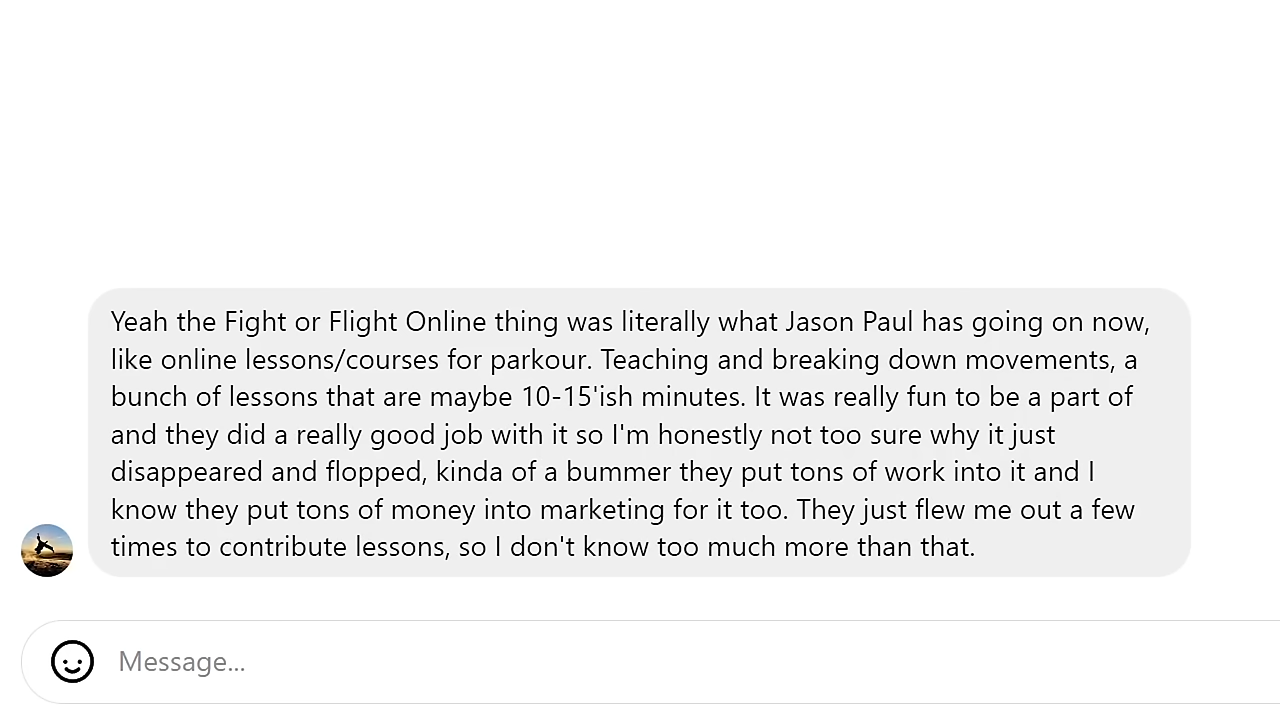 Yeah the Fight or Flight Online thing was literally what Jason Paul has going on now,
like online lessons/courses for parkour. Teaching and breaking down movements, a
bunch of lessons that are maybe 10-15'ish minutes. It was really fun to be a part of
and they did a really good job with it so I'm honestly not too sure why it just
disappeared and flopped, kinda of a bummer they put tons of work into it and I
know they put tons of money into marketing for it too. They just flew me out a few
times to contribute lessons, so I don't know too much more than that.
Message...